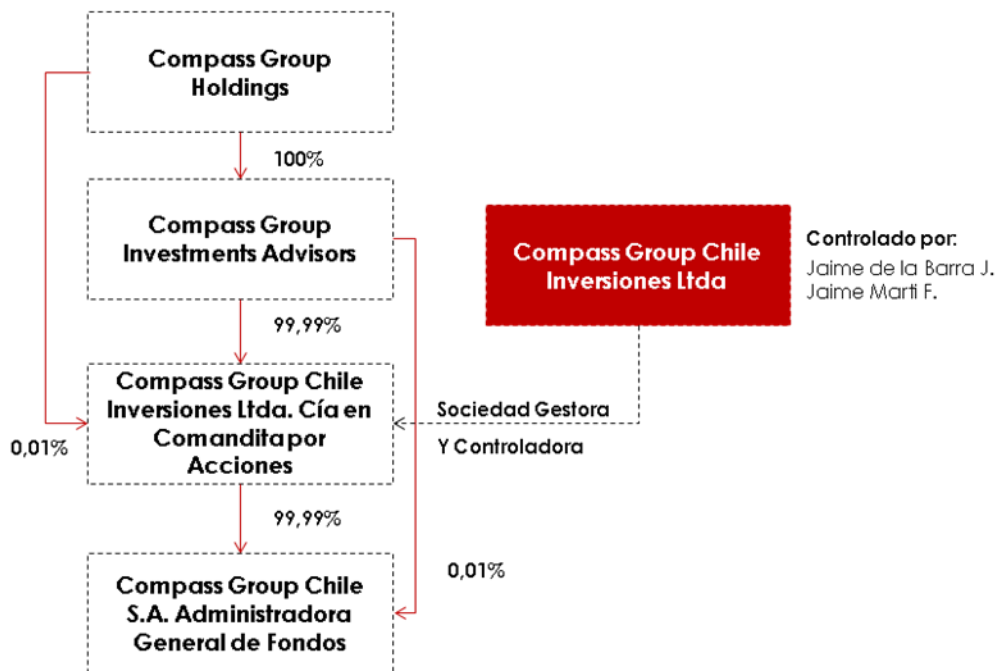 Compass Group
Holdings
100%
Compass Group
Investments Advisors
Compass Group Chile
Inversiones Ltda
Controlado por:
Jaime de la Barra J.
Jaime Marti F.
99,99%
Compass Group Chile
Inversiones Ltda. Cía en
Comandita por
Acciones
Sociedad Gestora
Y Controladora
0,01%
99,99%
0,01%
Compass Group Chile
S.A. Administradora
General de Fondos